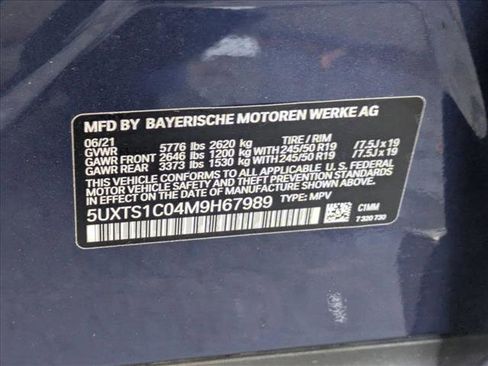 MFD BY BAYERISCHE MOTOREN WERKE AG
06/21 TIRE / RIM
GVWR 5776 lbs 2620 kg
GAWR FRONT 2646 lbs 1200 kg WITH 245/50 R19 /7.5J x 19
GAWR REAR 3373 lbs 1530 kg WITH 245/50 R19 /7.5J x 19
THIS VEHICLE CONFORMS TO ALL APPLICABLE U.S. FEDERAL
MOTOR VEHICLE SAFETY STANDARDS IN EFFECT ON THE
DATE OF MANUFACTURE SHOWN ABOVE.
5UXTS1C04M9H67989 TYPE: MPV
C1MM
7 320 730